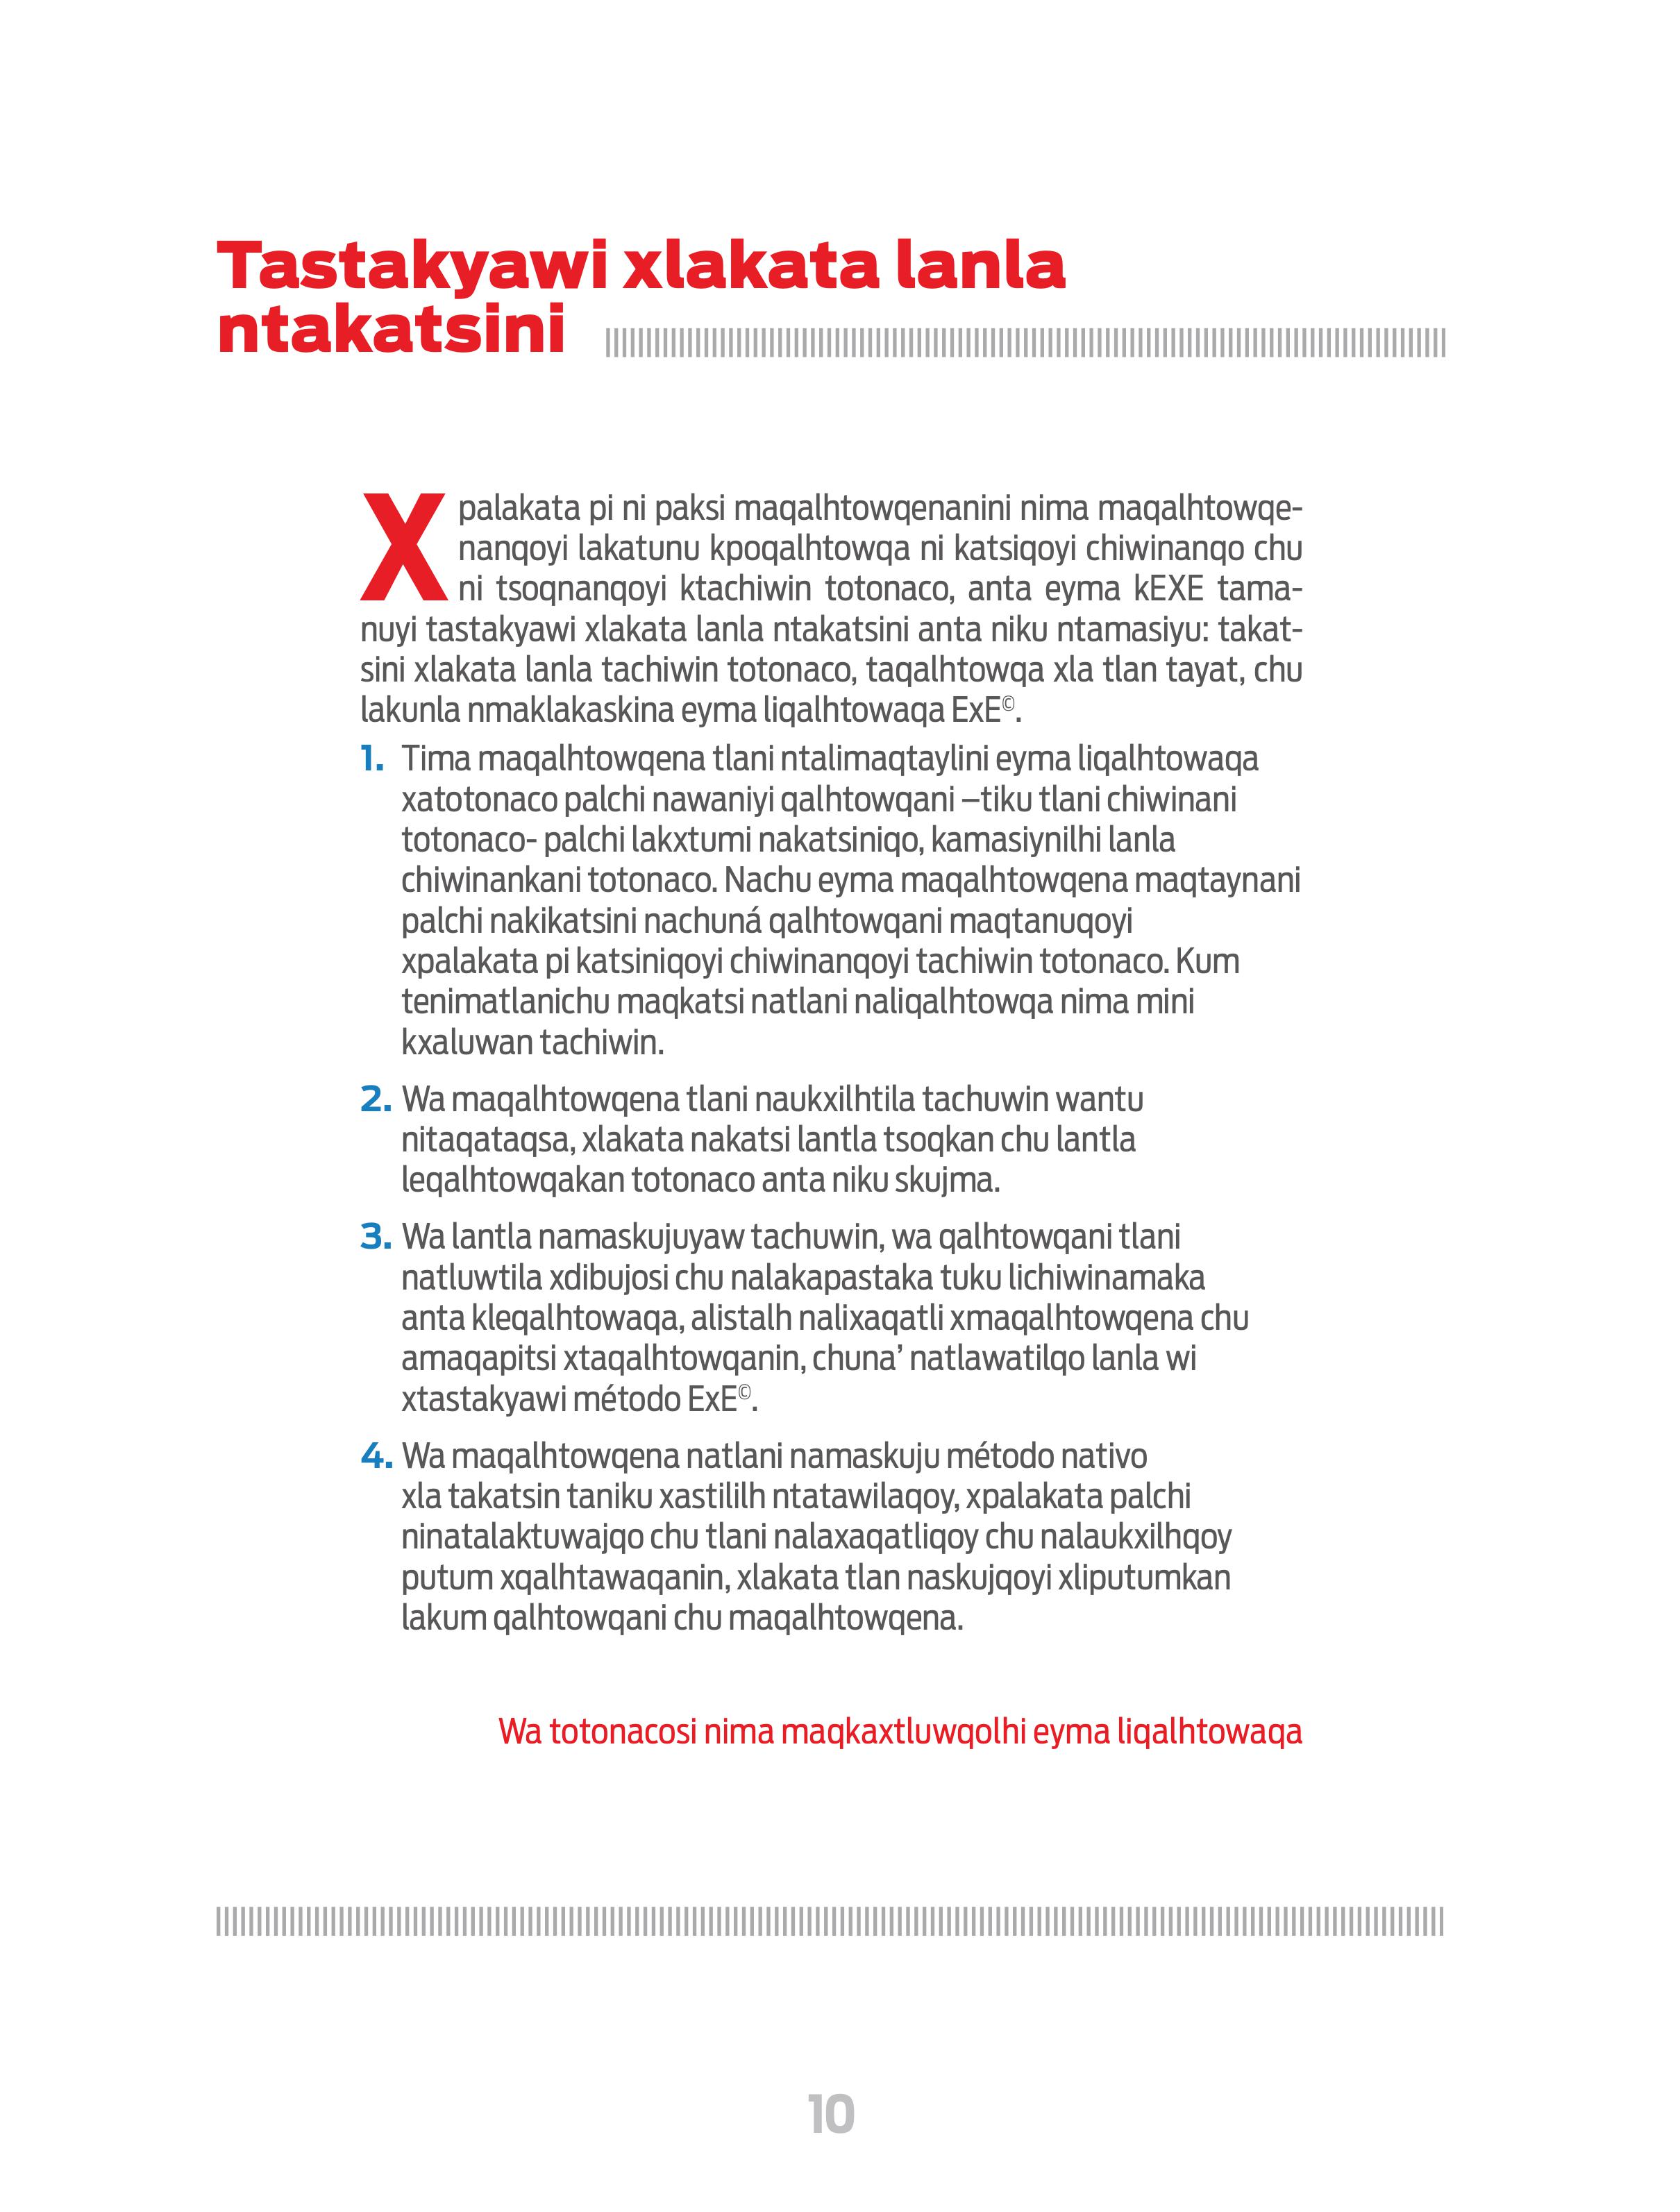 Tastakyawi xlakata lanla
ntakatsini
Xpalakata pi ni paksi maqalhtowqenanini nima maqalhtowqe-
nanqoyi lakatunu kpoqalhtowqa ni katsiqoyi chiwinanqo chu
ni tsoqnanqoyi ktachiwin totonaco, anta eyma kEXE tama-
nuyi tastakyawi xlakata lanla ntakatsini anta niku ntamasiyu: takat-
sini xlakata lanla tachiwin totonaco, taqalhtowqa xla tlan tayat, chu
lakunla nmaklakaskina eyma liqalhtowaqa ExE©.
1. Tima maqalhtowqena tlani ntalimaqtaylini eyma liqalhtowaqa
xatotonaco palchi nawaniyi qalhtowqani –tiku tlani chiwinani
totonaco- palchi lakxtumi nakatsiniqo, kamasiynilhi lanla
chiwinankani totonaco. Nachu eyma maqalhtowqena maqtaynani
palchi nakikatsini nachuná qalhtowqani maqtanuqoyi
xpalakata pi katsiniqoyi chiwinanqoyi tachiwin totonaco. Kum
tenimatlanichu maqkatsi natlani naliqalhtowqa nima mini
kxaluwan tachiwin.
2. Wa maqalhtowqena tlani naukxilhtila tachuwin wantu
nitaqataqsa, xlakata nakatsi lantla tsoqkan chu lantla
leqalhtowqakan totonaco anta niku skujma.
3. Wa lantla namaskujuyaw tachuwin, wa qalhtowqani tlani
natluwtila xdibujosi chu nalakapastaka tuku lichiwinamaka
anta kleqalhtowaqa, alistalh nalixaqatli xmaqalhtowqena chu
amaqapitsi xtaqalhtowqanin, chuna’ natlawatilqo lanla wi
xtastakyawi método ExE©.
4. Wa maqalhtowqena natlani namaskuju método nativo
xla takatsin taniku xastililh ntatawilaqoy, xpalakata palchi
ninatalaktuwajqo chu tlani nalaxaqatliqoy chu nalaukxilhqoy
putum xqalhtawaqanin, xlakata tlan naskujqoyi xliputumkan
lakum qalhtowqani chu maqalhtowqena.
Wa totonacosi nima maqkaxtluwqolhi eyma liqalhtowaqa
10